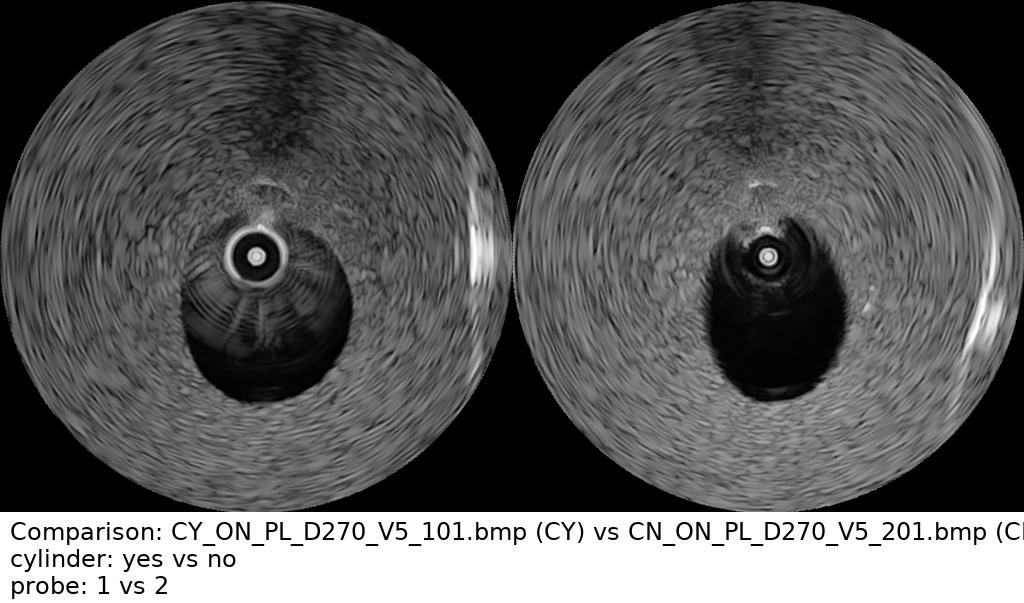 Comparison: CY_ON_PL_D270_V5_101.bmp (CY) vs CN_ON_PL_D270_V5_201.bmp
cylinder: yes vs no
probe: 1 vs 2